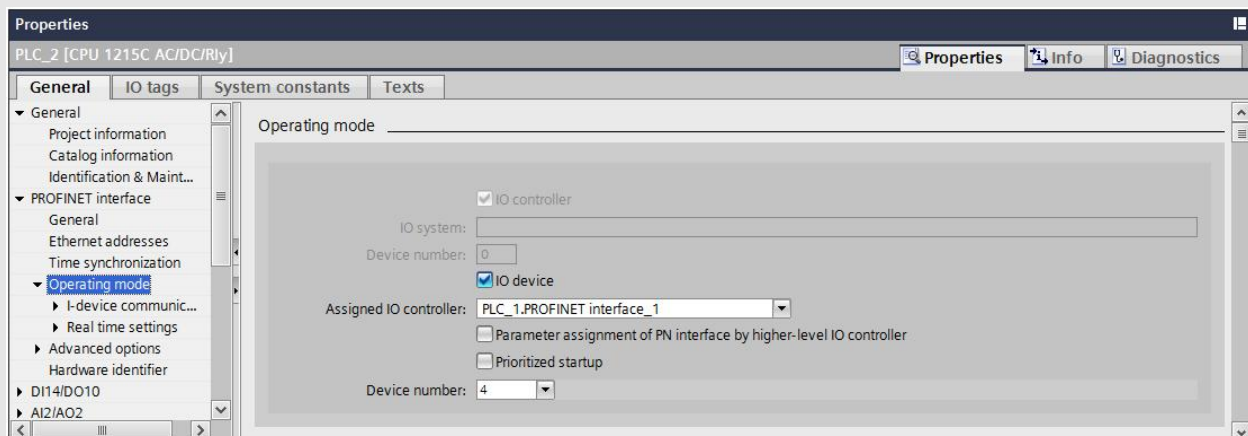 Properties
PLC_2 [CPU 1215C AC/DC/Rly]
Properties Info Diagnostics
General IO tags System constants Texts
General
Project information
Catalog information
Identification & Maint...
PROFINET interface
General
Ethernet addresses
Time synchronization
Operating mode
I-device communic...
Real time settings
Advanced options
Hardware identifier
DI14/DO10
AI2/AO2
Operating mode
IO controller
IO system:
Device number: 0
IO device
Assigned IO controller: PLC_1.PROFINET interface_1
Parameter assignment of PN interface by higher-level IO controller
Prioritized startup
Device number: 4